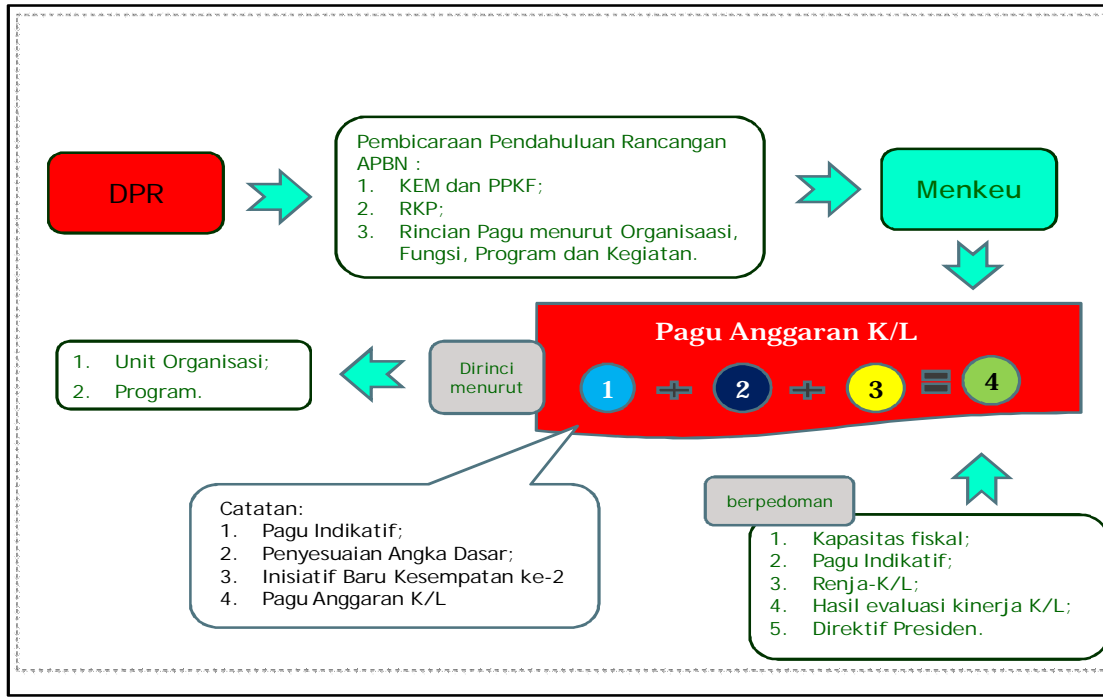 DPR
Pembicaraan Pendahuluan Rancangan
APBN :
1. KEM dan PPKF;
2. RKP;
3. Rincian Pagu menurut Organisaasi,
Fungsi, Program dan Kegiatan.
Menkeu
Pagu Anggaran K/L
1 + 2 + 3 = 4
Dirinci
menurut
1. Unit Organisasi;
2. Program.
Catatan:
1. Pagu Indikatif;
2. Penyesuaian Angka Dasar;
3. Inisiatif Baru Kesempatan ke-2
4. Pagu Anggaran K/L
berpedoman
1. Kapasitas fiskal;
2. Pagu Indikatif;
3. Renja-K/L;
4. Hasil evaluasi kinerja K/L;
5. Direktif Presiden.